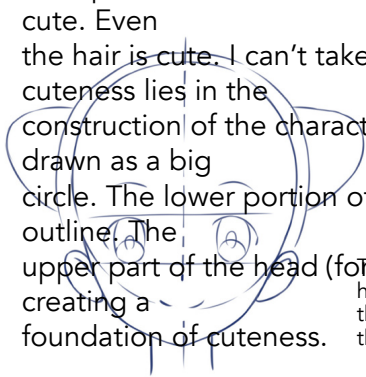 cute. Even
the hair is cute. I can't take
cuteness lies in the
construction of the charact
drawn as a big
circle. The lower portion of
outline. The
upper part of the head (for
creating a
foundation of cuteness.